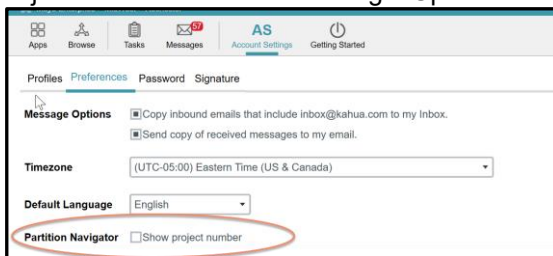 57
AS
Apps Browse Tasks Messages Account Settings Getting Started
Profiles Preferences Password Signature
Message Options Copy inbound emails that include inbox@kahua.com to my Inbox.
Send copy of received messages to my email.
Timezone (UTC-05:00) Eastern Time (US & Canada)
Default Language English
Partition Navigator Show project number